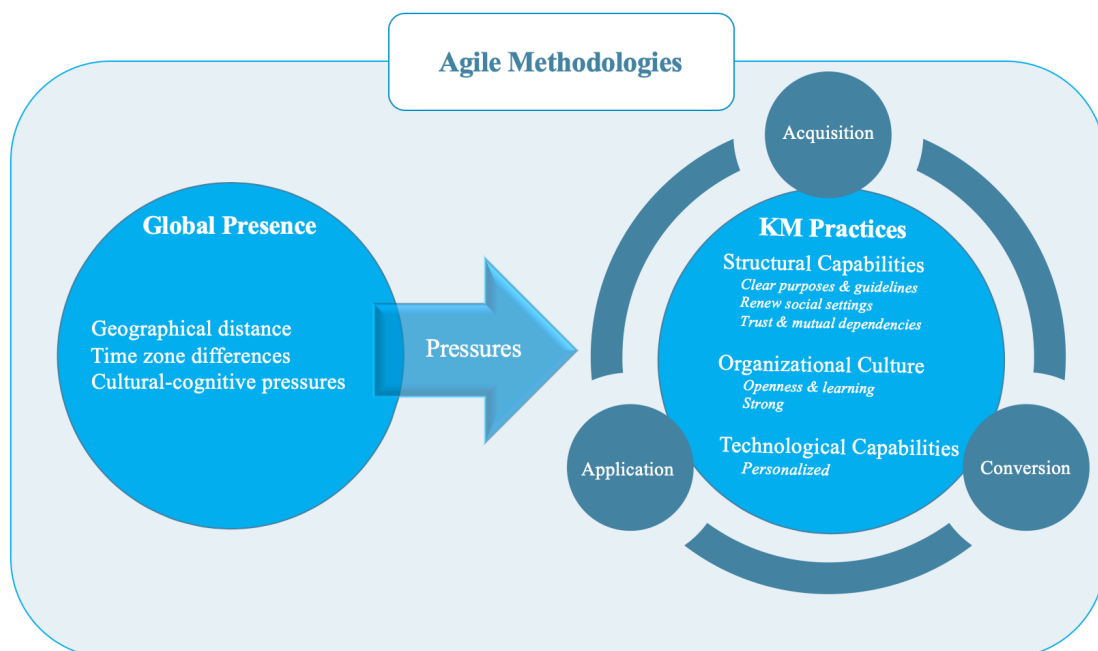 Agile Methodologies
Global Presence
Geographical distance
Time zone differences
Cultural-cognitive pressures
Pressures
Acquisition
KM Practices
Structural Capabilities
Clear purposes & guidelines
Renew social settings
Trust & mutual dependencies
Organizational Culture
Openness & learning
Strong
Technological Capabilities
Personalized
Application
Conversion